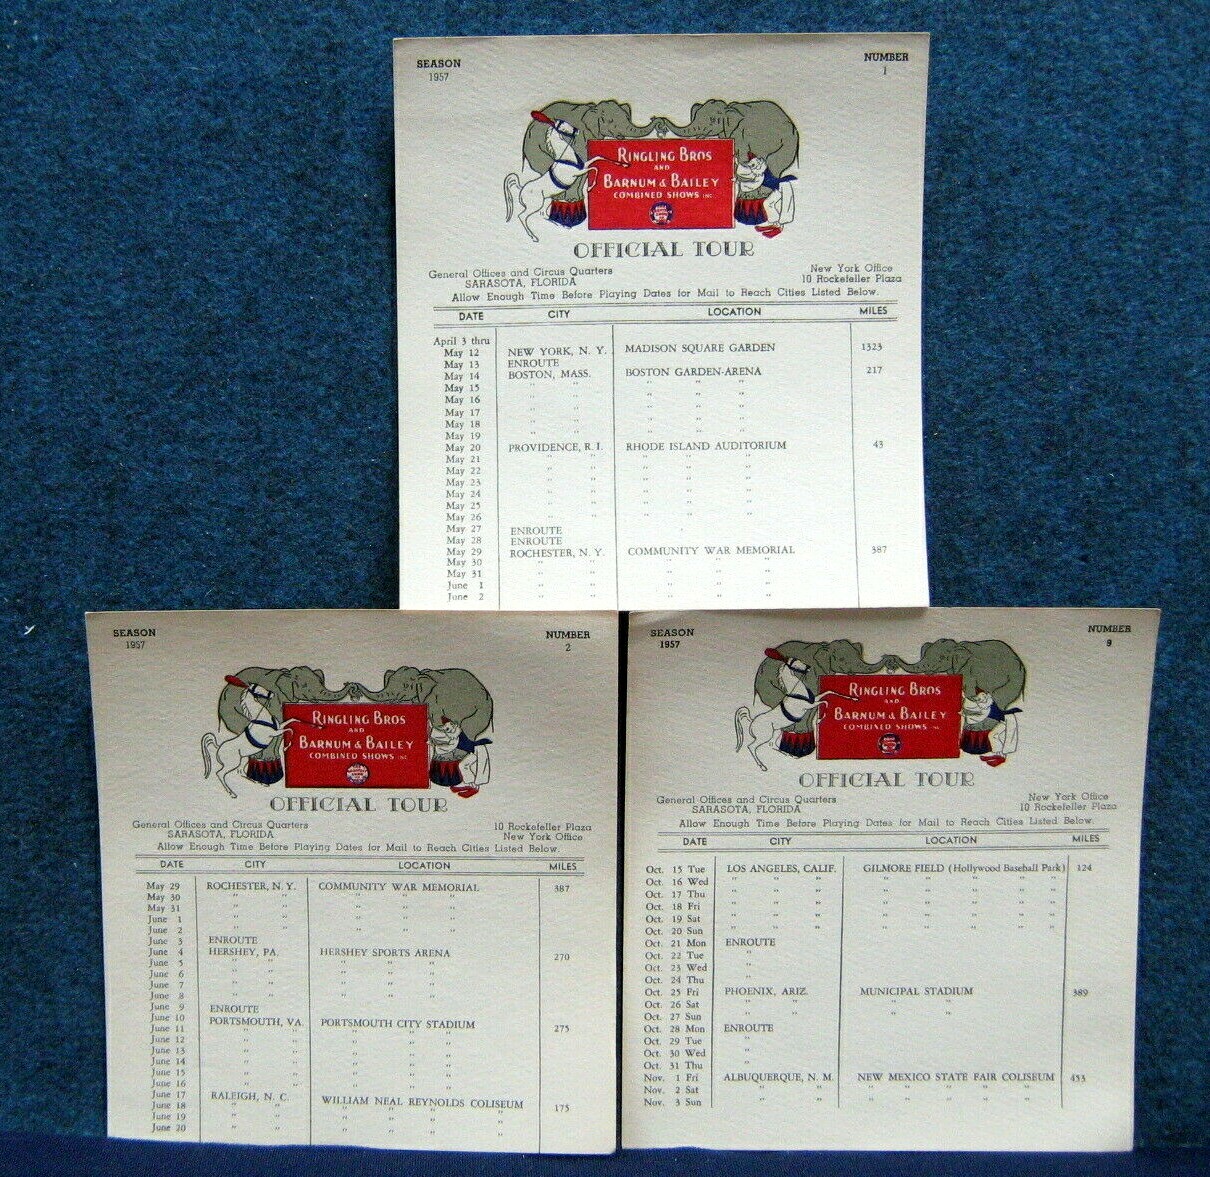 SEASON NUMBER
1957 1
RINGLING BROS
AND
BARNUM & BAILEY
COMBINED SHOWS INC
OFFICIAL TOUR
General Offices and Circus Quarters New York Office
SARASOTA, FLORIDA 10 Rockefeller Plaza
Allow Enough Time Before Playing Dates for Mail to Reach Cities Listed Below.
DATE CITY LOCATION MILES
April 3 thru
May 12 NEW YORK, N. Y. MADISON SQUARE GARDEN 1323
May 13 ENROUTE
May 14 BOSTON, MASS. BOSTON GARDEN-ARENA 217
May 15 " " " " "
May 16 " " " " "
May 17 " " " " "
May 18 " " " " "
May 19 " " " " "
May 20 PROVIDENCE, R. I. RHODE ISLAND AUDITORIUM 43
May 21 " " " " "
May 22 " " " " "
May 23 " " " " "
May 24 " " " " "
May 25 " " " " "
May 26 " " " " "
May 27 ENROUTE
May 28 ENROUTE
May 29 ROCHESTER, N. Y. COMMUNITY WAR MEMORIAL 387
May 30 " " " " "
May 31 " " " " "
June 1 " " " " "
June 2 " " " " "
SEASON NUMBER
1957 2
RINGLING BROS
AND
BARNUM & BAILEY
COMBINED SHOWS INC
OFFICIAL TOUR
General Offices and Circus Quarters 10 Rockefeller Plaza
SARASOTA, FLORIDA New York Office
Allow Enough Time Before Playing Dates for Mail to Reach Cities Listed Below.
DATE CITY LOCATION MILES
May 29 ROCHESTER, N. Y. COMMUNITY WAR MEMORIAL 387
May 30 " " " " "
May 31 " " " " "
June 1 " " " " "
June 2 " " " " "
June 3 ENROUTE
June 4 HERSHEY, PA. HERSHEY SPORTS ARENA 270
June 5 " " " " "
June 6 " " " " "
June 7 " " " " "
June 8 " " " " "
June 9 ENROUTE
June 10 PORTSMOUTH, VA. PORTSMOUTH CITY STADIUM 275
June 11 " " " " "
June 12 " " " " "
June 13 " " " " "
June 14 " " " " "
June 15 " " " " "
June 16 " " " " "
June 17 RALEIGH, N. C. WILLIAM NEAL REYNOLDS COLISEUM 175
June 18 " " " " " "
June 19 " " " " " "
June 20 " " " " " "
SEASON NUMBER
1957 9
RINGLING BROS
AND
BARNUM & BAILEY
COMBINED SHOWS INC
OFFICIAL TOUR
General Offices and Circus Quarters New York Office
SARASOTA, FLORIDA 10 Rockefeller Plaza
Allow Enough Time Before Playing Dates for Mail to Reach Cities Listed Below.
DATE CITY LOCATION MILES
Oct. 15 Tue LOS ANGELES, CALIF. GILMORE FIELD (Hollywood Baseball Park) 124
Oct. 16 Wed " " " " " " "
Oct. 17 Thu " " " " " " "
Oct. 18 Fri " " " " " " "
Oct. 19 Sat " " " " " " "
Oct. 20 Sun " " " " " " "
Oct. 21 Mon ENROUTE
Oct. 22 Tue "
Oct. 23 Wed "
Oct. 24 Thu "
Oct. 25 Fri PHOENIX, ARIZ. MUNICIPAL STADIUM 389
Oct. 26 Sat " " " "
Oct. 27 Sun " " " "
Oct. 28 Mon ENROUTE
Oct. 29 Tue "
Oct. 30 Wed "
Oct. 31 Thu "
Nov. 1 Fri ALBUQUERQUE, N. M. NEW MEXICO STATE FAIR COLISEUM 453
Nov. 2 Sat " " " " " " "
Nov. 3 Sun " " " " " " "